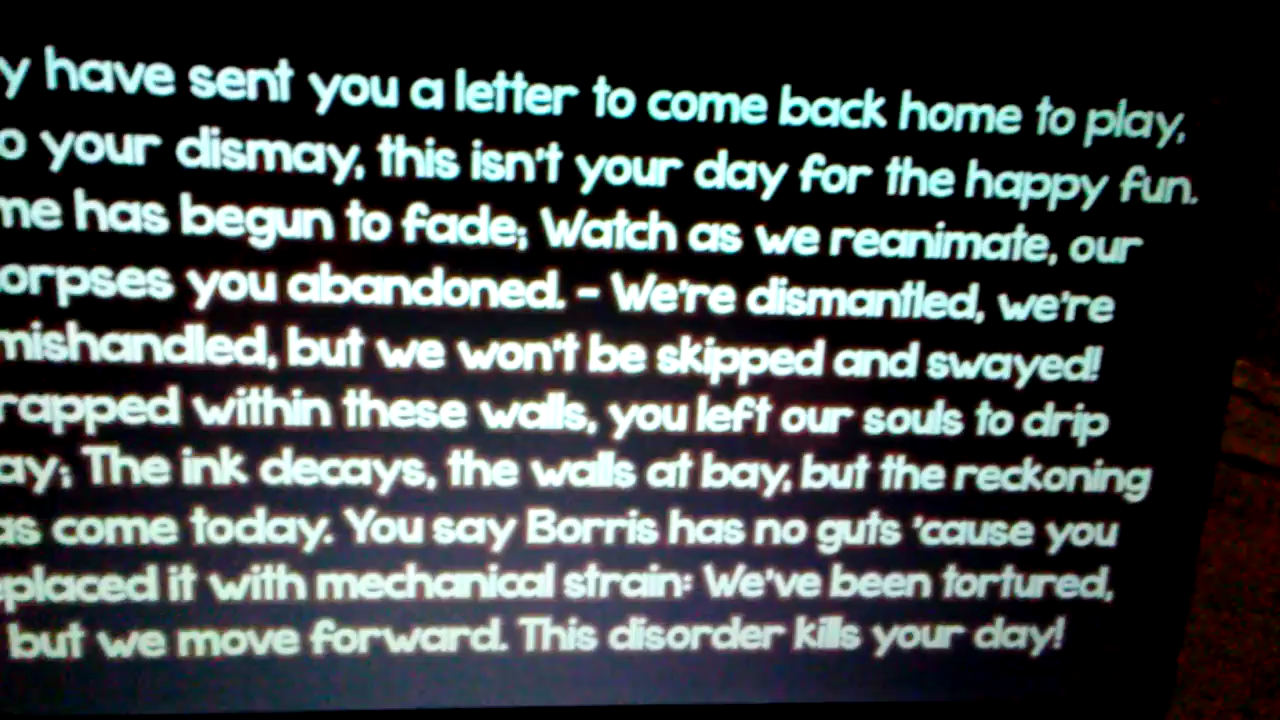 y have sent you a letter to come back home to play,
o your dismay, this isn't your day for the happy fun.
me has begun to fade; Watch as we reanimate, our
orpses you abandoned. - We're dismantled, we're
mishandled, but we won't be skipped and swayed!
rapped within these walls, you left our souls to drip
ay; The ink decays, the walls at bay, but the reckoning
as come today. You say Borris has no guts 'cause you
eplaced it with mechanical strain: We've been tortured,
but we move forward. This disorder kills your day!